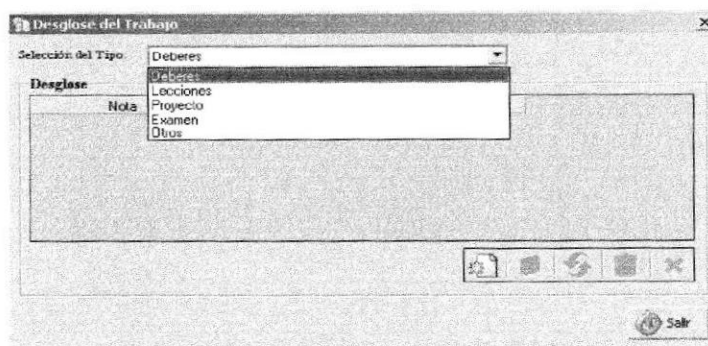 Desglose del Trabajo
Selección del Tipo: Deberes
Deberes
Desglose
Lecciones
Nota Proyecto
Examen
Otros
Salir